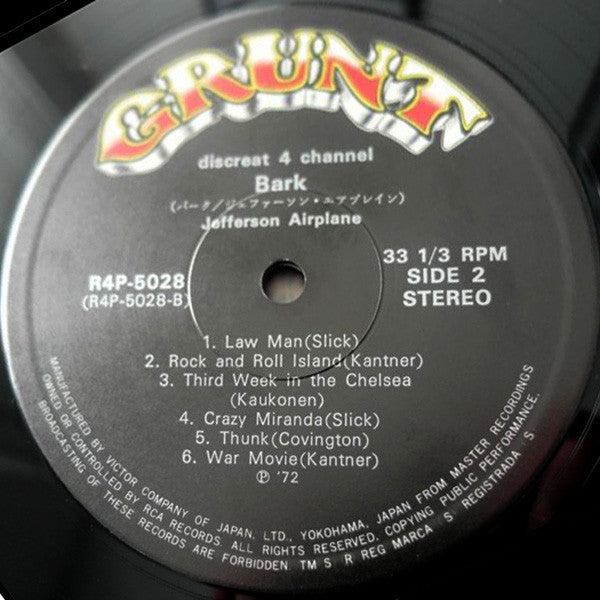 GRUNT
discreat 4 channel
Bark
(バーク/ジェファーソン・エアプレイン)
Jefferson Airplane
R4P-5028
(R4P-5028-B)
33 1/3 RPM
SIDE 2
STEREO
1. Law Man(Slick)
2. Rock and Roll Island(Kantner)
3. Third Week in the Chelsea
(Kaukonen)
4. Crazy Miranda(Slick)
5. Thunk(Covington)
6. War Movie(Kantner)
℗ '72
MANUFACTURED BY VICTOR COMPANY OF JAPAN, LTD., YOKOHAMA, JAPAN FROM MASTER RECORDINGS
OWNED OR CONTROLLED BY RCA RECORDS. ALL RIGHTS RESERVED, COPYING PUBLIC PERFORMANCE,
BROADCASTING OF THESE RECORDS ARE FORBIDDEN. TM S R REG MARCA S REGISTRADA S